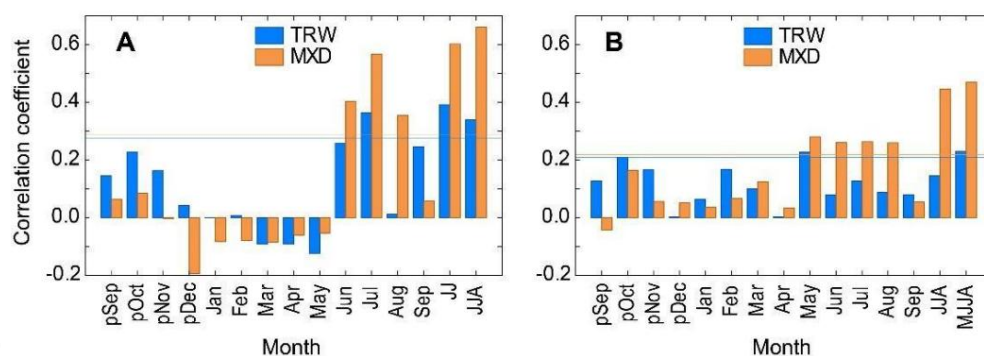 A
TRW
MXD
Correlation coefficient
0.6
0.4
0.2
0.0
-0.2
pSep
pOct
pNov
pDec
Jan
Feb
Mar
Apr
May
Jun
Jul
Aug
Sep
JJ
JJA
Month
B
TRW
MXD
0.6
0.4
0.2
0.0
-0.2
pSep
pOct
pNov
pDec
Jan
Feb
Mar
Apr
May
Jun
Jul
Aug
Sep
JJA
MJJA
Month